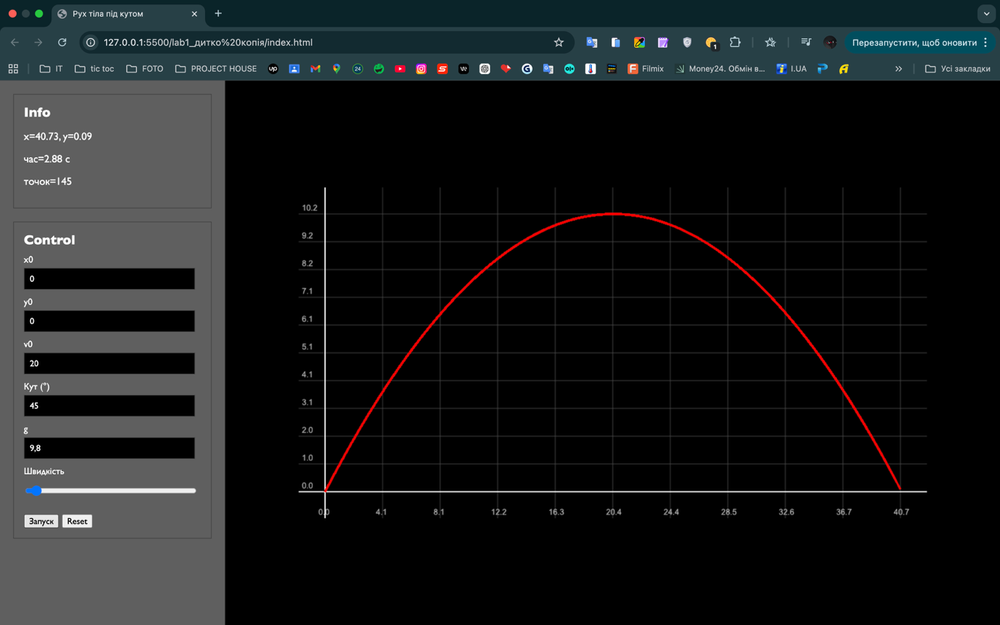 Рух тіла під кутом
127.0.0.1:5500/lab1_дитко%20копія/index.html
1
Перезапустити, щоб оновити
IT
tic toc
FOTO
PROJECT HOUSE
up
24
Filmix
Money24. Обмін в...
I.UA
Усі закладки
Info
x=40.73, y=0.09
час=2.88 с
точок=145
Control
x0
0
y0
0
v0
20
Кут (°)
45
g
9,8
Швидкість
Запуск Reset
10.2
9.2
8.2
7.1
6.1
5.1
4.1
3.1
2.0
1.0
0.0
0.0 4.1 8.1 12.2 16.3 20.4 24.4 28.5 32.6 36.7 40.7